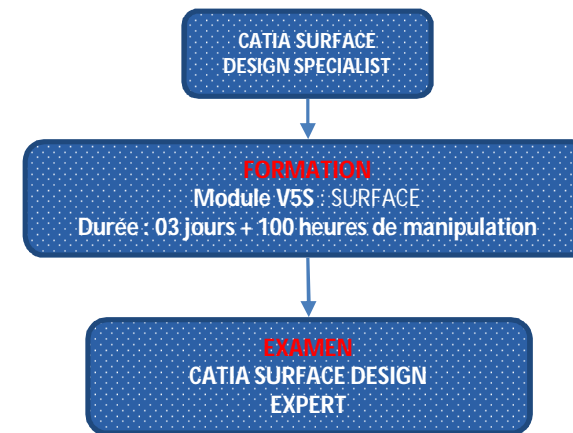 CATIA SURFACE
DESIGN SPECIALIST
FORMATION
Module V5S : SURFACE
Durée : 03 jours + 100 heures de manipulation
EXAMEN
CATIA SURFACE DESIGN
EXPERT